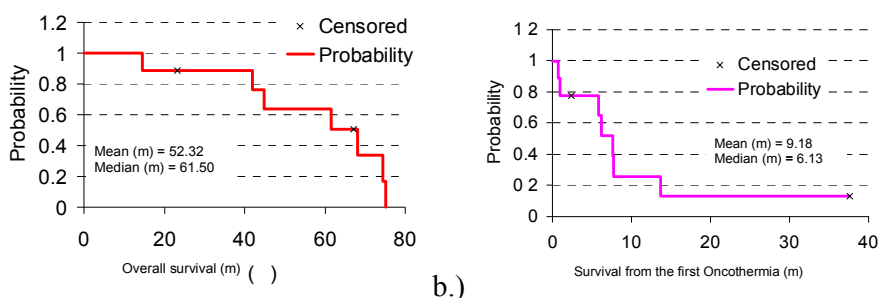 1.2
1
0.8
0.6
0.4
0.2
0
Probability
× Censored
Probability
Mean (m) = 52.32
Median (m) = 61.50
0 20 40 60 80
Overall survival (m) ( )
b.)
1 2
1
0.8
0.6
0.4
0 2
0
Probability
× Censored
Probability
Mean (m) = 9.18
Median (m) = 6.13
0 10 20 30 40
Survival from the first Oncothermia (m)